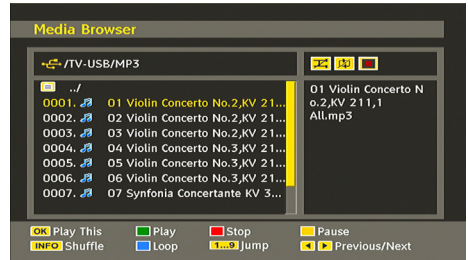 Media Browser
/TV-USB/MP3
../
0001. 01 Violin Concerto No.2,KV 21...
0002. 02 Violin Concerto No.2,KV 21...
0003. 03 Violin Concerto No.2,KV 21...
0004. 04 Violin Concerto No.3,KV 21...
0005. 05 Violin Concerto No.3,KV 21...
0006. 06 Violin Concerto No.3,KV 21...
0007. 07 Synfonia Concertante KV 3...
01 Violin Concerto N
o.2,KV 211,1
All.mp3
OK Play This Play Stop Pause
INFO Shuffle Loop 1...9 Jump Previous/Next